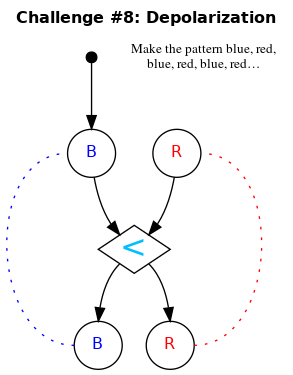 Challenge #8: Depolarization
Make the pattern blue, red,
blue, red, blue, red…
B
R
<
B
R